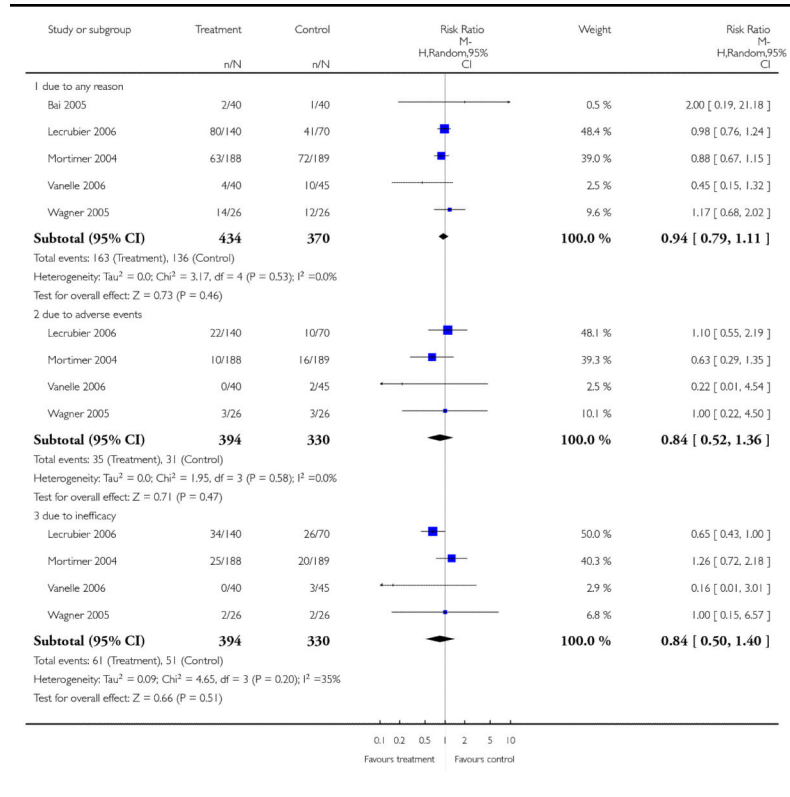 Study or subgroup Treatment Control Risk Ratio Weight Risk Ratio
M- M-
H,Random,95% H,Random,95%
n/N n/N CI CI
1 due to any reason
Bai 2005 2/40 1/40 0.5 % 2.00 [ 0.19, 21.18 ]
Lecrubier 2006 80/140 41/70 48.4 % 0.98 [ 0.76, 1.24 ]
Mortimer 2004 63/188 72/189 39.0 % 0.88 [ 0.67, 1.15 ]
Vanelle 2006 4/40 10/45 2.5 % 0.45 [ 0.15, 1.32 ]
Wagner 2005 14/26 12/26 9.6 % 1.17 [ 0.68, 2.02 ]
Subtotal (95% CI) 434 370 100.0 % 0.94 [ 0.79, 1.11 ]
Total events: 163 (Treatment), 136 (Control)
Heterogeneity: Tau² = 0.0; Chi² = 3.17, df = 4 (P = 0.53); I² =0.0%
Test for overall effect: Z = 0.73 (P = 0.46)
2 due to adverse events
Lecrubier 2006 22/140 10/70 48.1 % 1.10 [ 0.55, 2.19 ]
Mortimer 2004 10/188 16/189 39.3 % 0.63 [ 0.29, 1.35 ]
Vanelle 2006 0/40 2/45 2.5 % 0.22 [ 0.01, 4.54 ]
Wagner 2005 3/26 3/26 10.1 % 1.00 [ 0.22, 4.50 ]
Subtotal (95% CI) 394 330 100.0 % 0.84 [ 0.52, 1.36 ]
Total events: 35 (Treatment), 31 (Control)
Heterogeneity: Tau² = 0.0; Chi² = 1.95, df = 3 (P = 0.58); I² =0.0%
Test for overall effect: Z = 0.71 (P = 0.47)
3 due to inefficacy
Lecrubier 2006 34/140 26/70 50.0 % 0.65 [ 0.43, 1.00 ]
Mortimer 2004 25/188 20/189 40.3 % 1.26 [ 0.72, 2.18 ]
Vanelle 2006 0/40 3/45 2.9 % 0.16 [ 0.01, 3.01 ]
Wagner 2005 2/26 2/26 6.8 % 1.00 [ 0.15, 6.57 ]
Subtotal (95% CI) 394 330 100.0 % 0.84 [ 0.50, 1.40 ]
Total events: 61 (Treatment), 51 (Control)
Heterogeneity: Tau² = 0.09; Chi² = 4.65, df = 3 (P = 0.20); I² =35%
Test for overall effect: Z = 0.66 (P = 0.51)
0.1 0.2 0.5 1 2 5 10
Favours treatment Favours control